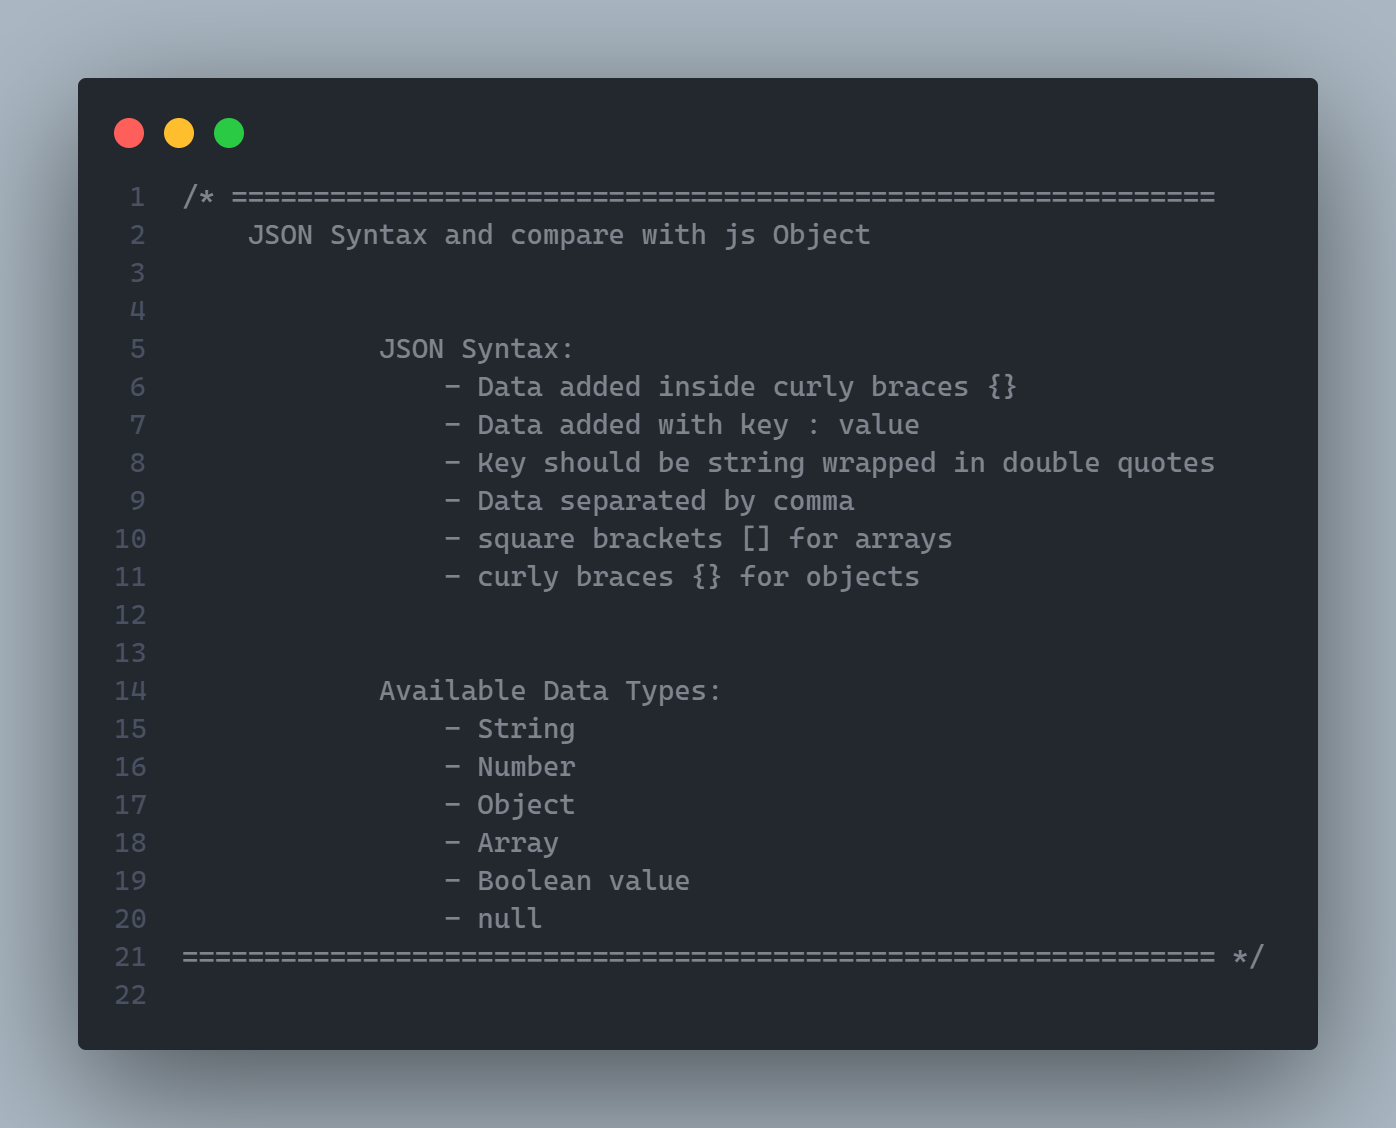 1 /* ============================================================
2 JSON Syntax and compare with js Object
3
4
5 JSON Syntax:
6 - Data added inside curly braces {}
7 - Data added with key : value
8 - Key should be string wrapped in double quotes
9 - Data separated by comma
10 - square brackets [] for arrays
11 - curly braces {} for objects
12
13
14 Available Data Types:
15 - String
16 - Number
17 - Object
18 - Array
19 - Boolean value
20 - null
21 =============================================================== */
22